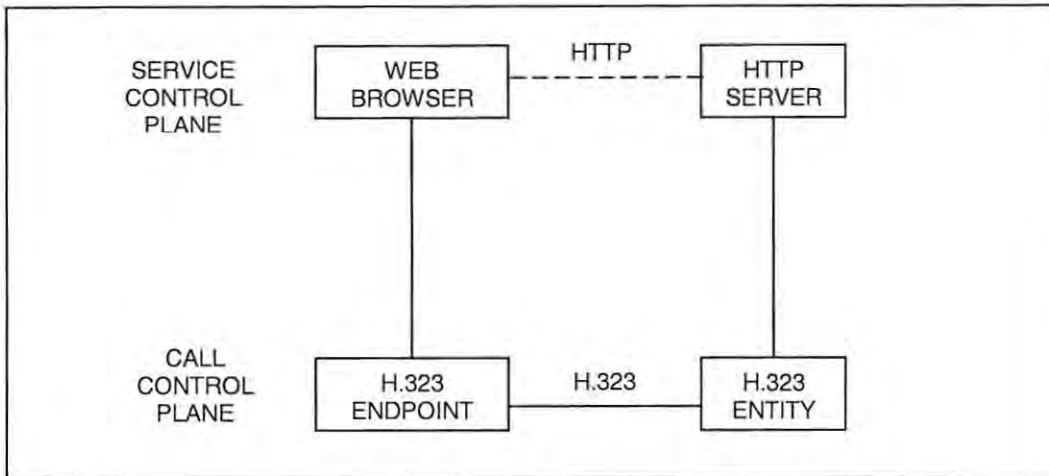 SERVICE
CONTROL
PLANE
WEB
BROWSER
HTTP
HTTP
SERVER
CALL
CONTROL
PLANE
H.323
ENDPOINT
H.323
H.323
ENTITY